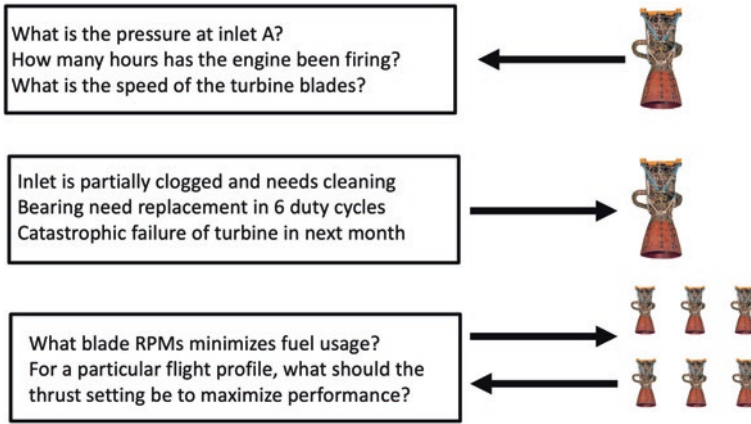 What is the pressure at inlet A?
How many hours has the engine been firing?
What is the speed of the turbine blades?
Inlet is partially clogged and needs cleaning
Bearing need replacement in 6 duty cycles
Catastrophic failure of turbine in next month
What blade RPMs minimizes fuel usage?
For a particular flight profile, what should the
thrust setting be to maximize performance?